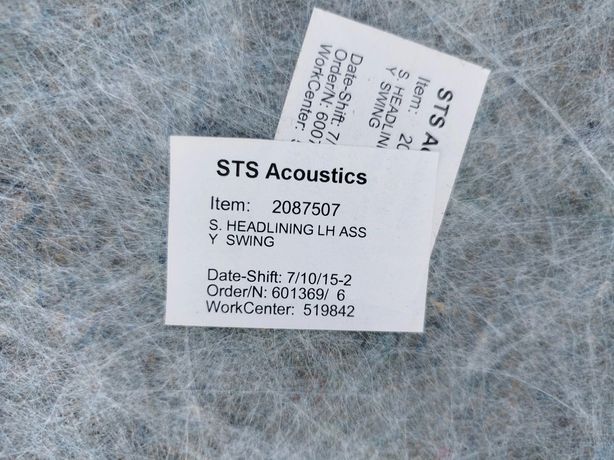 STS Acoustics
Item: 2087507
S. HEADLINING LH ASS
Y SWING
Date-Shift: 7/10/15-2
Order/N: 601369/ 6
WorkCenter: 519842
STS
Item: 20
S. HEADLIN
Y SWING
Date-Shift: 7/
Order/N: 6007
WorkCenter: